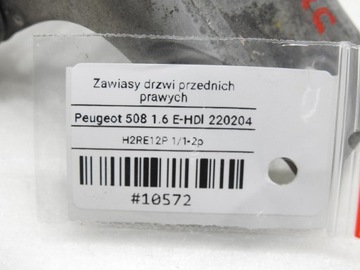 Zawiasy drzwi przednich
prawych
Peugeot 508 1.6 E-HDI 220204
H2RE12P 1/1-2p
#10572